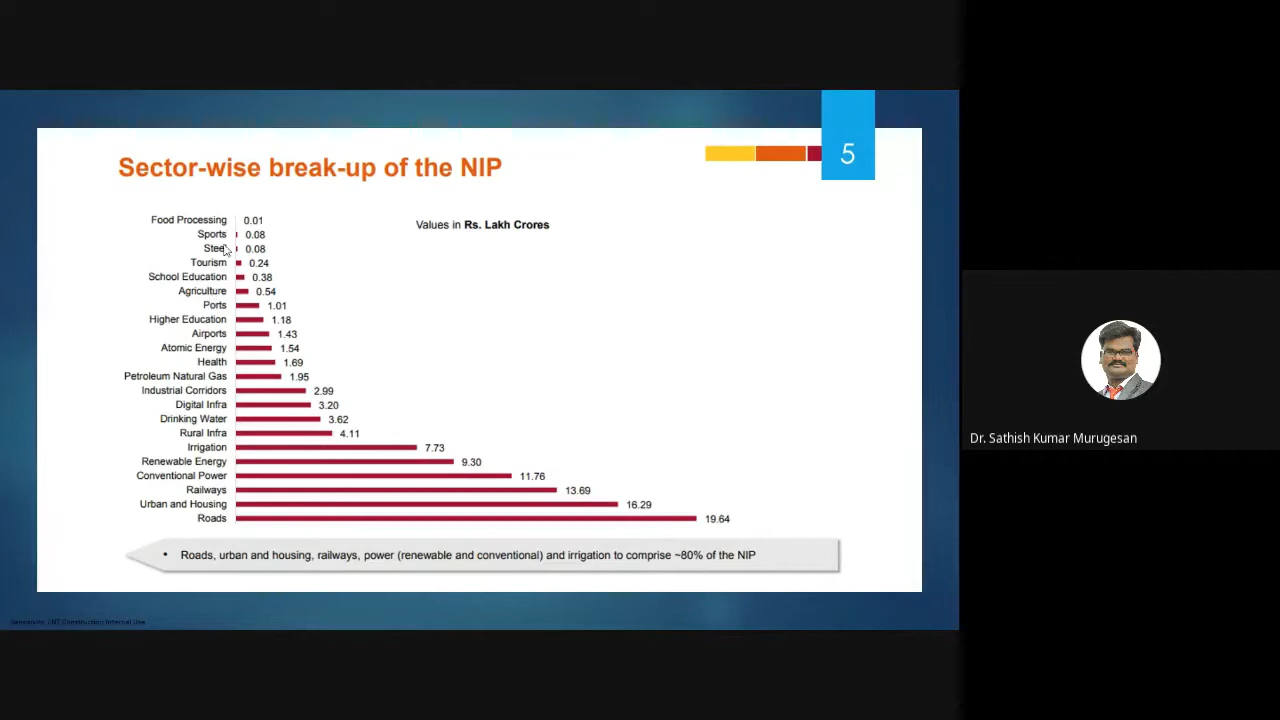 5
Sector-wise break-up of the NIP
Values in Rs. Lakh Crores
Food Processing 0.01
Sports 0.08
Steel 0.08
Tourism 0.24
School Education 0.38
Agriculture 0.54
Ports 1.01
Higher Education 1.18
Airports 1.43
Atomic Energy 1.54
Health 1.69
Petroleum Natural Gas 1.95
Industrial Corridors 2.99
Digital Infra 3.20
Drinking Water 3.62
Rural Infra 4.11
Irrigation 7.73
Renewable Energy 9.30
Conventional Power 11.76
Railways 13.69
Urban and Housing 16.29
Roads 19.64
• Roads, urban and housing, railways, power (renewable and conventional) and irrigation to comprise ~80% of the NIP
Sensitivity: LNT Construction Internal Use
Dr. Sathish Kumar Murugesan